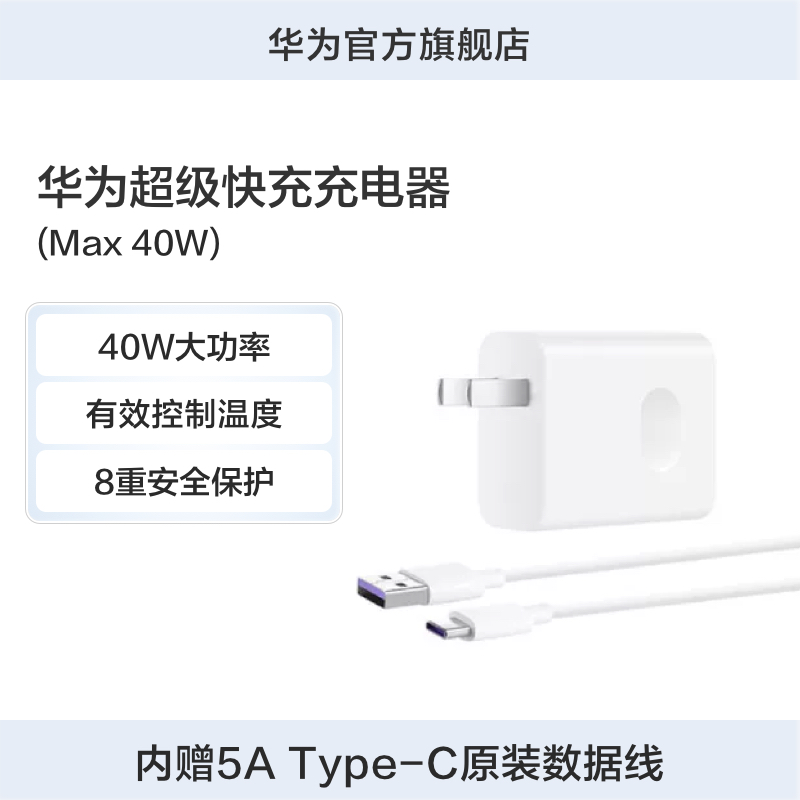 华为官方旗舰店
华为超级快充充电器
(Max 40W)
40W大功率
有效控制温度
8重安全保护
内赠5A Type-C原装数据线